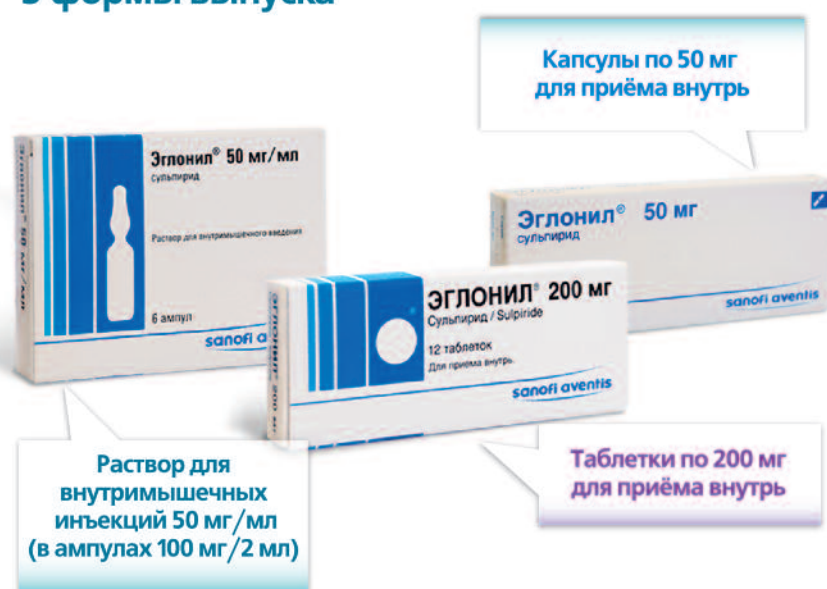 3 формы выпуска
Капсулы по 50 мг
для приёма внутрь
Эглонил® 50 мг/мл
сульпирид
Раствор для внутримышечного введения
6 ампул
sanofi a
Эглонил® 50 мг/мл
Эглонил® 50 мг
сульпирид
sanofi aventis
ЭГЛОНИЛ® 200 мг
Сульпирид / Sulpiride
12 таблеток
Для приема внутрь.
sanofi aventis
ЭГЛОНИЛ® 200 мг
Раствор для
внутримышечных
инъекций 50 мг/мл
(в ампулах 100 мг/2 мл)
Таблетки по 200 мг
для приёма внутрь